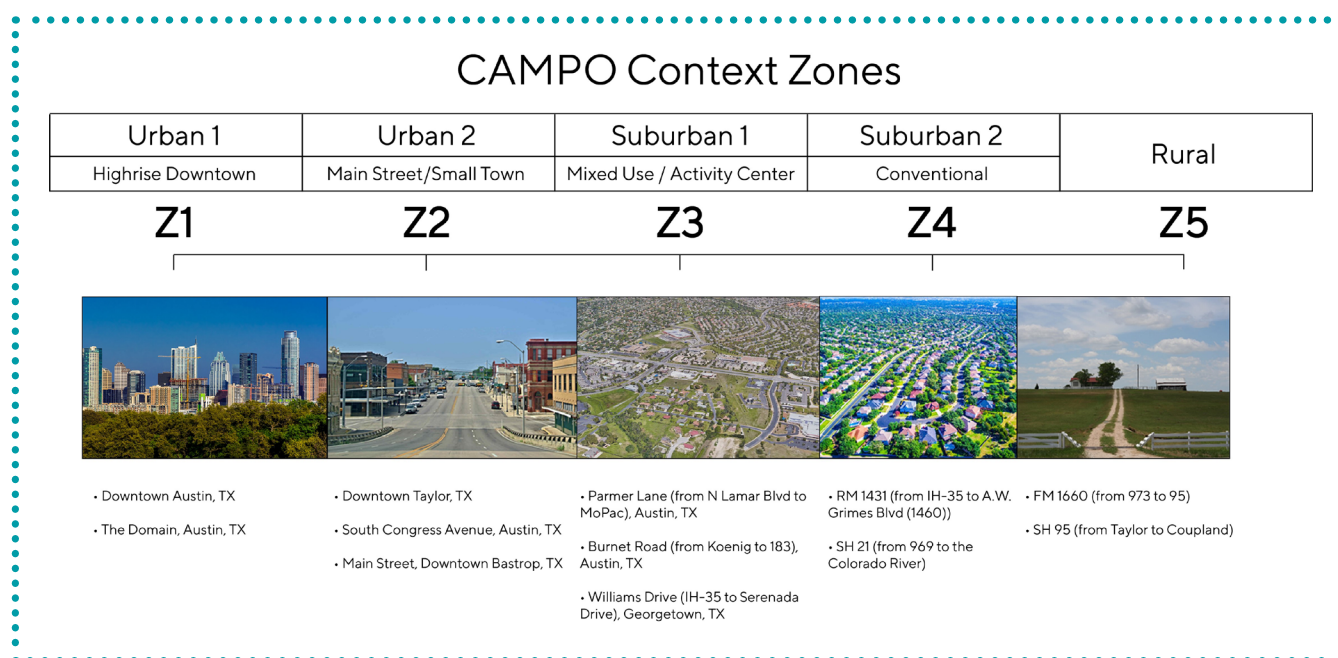 CAMPO Context Zones
Urban 1
Urban 2
Suburban 1
Suburban 2
Rural
Highrise Downtown
Main Street/Small Town
Mixed Use / Activity Center
Conventional
Z1
Z2
Z3
Z4
Z5
• Downtown Austin, TX
• The Domain, Austin, TX
• Downtown Taylor, TX
• South Congress Avenue, Austin, TX
• Main Street, Downtown Bastrop, TX
• Parmer Lane (from N Lamar Blvd to
MoPac), Austin, TX
• Burnet Road (from Koenig to 183),
Austin, TX
• Williams Drive (IH-35 to Serenada
Drive), Georgetown, TX
• RM 1431 (from IH-35 to A.W.
Grimes Blvd (1460))
• SH 21 (from 969 to the
Colorado River)
• FM 1660 (from 973 to 95)
• SH 95 (from Taylor to Coupland)